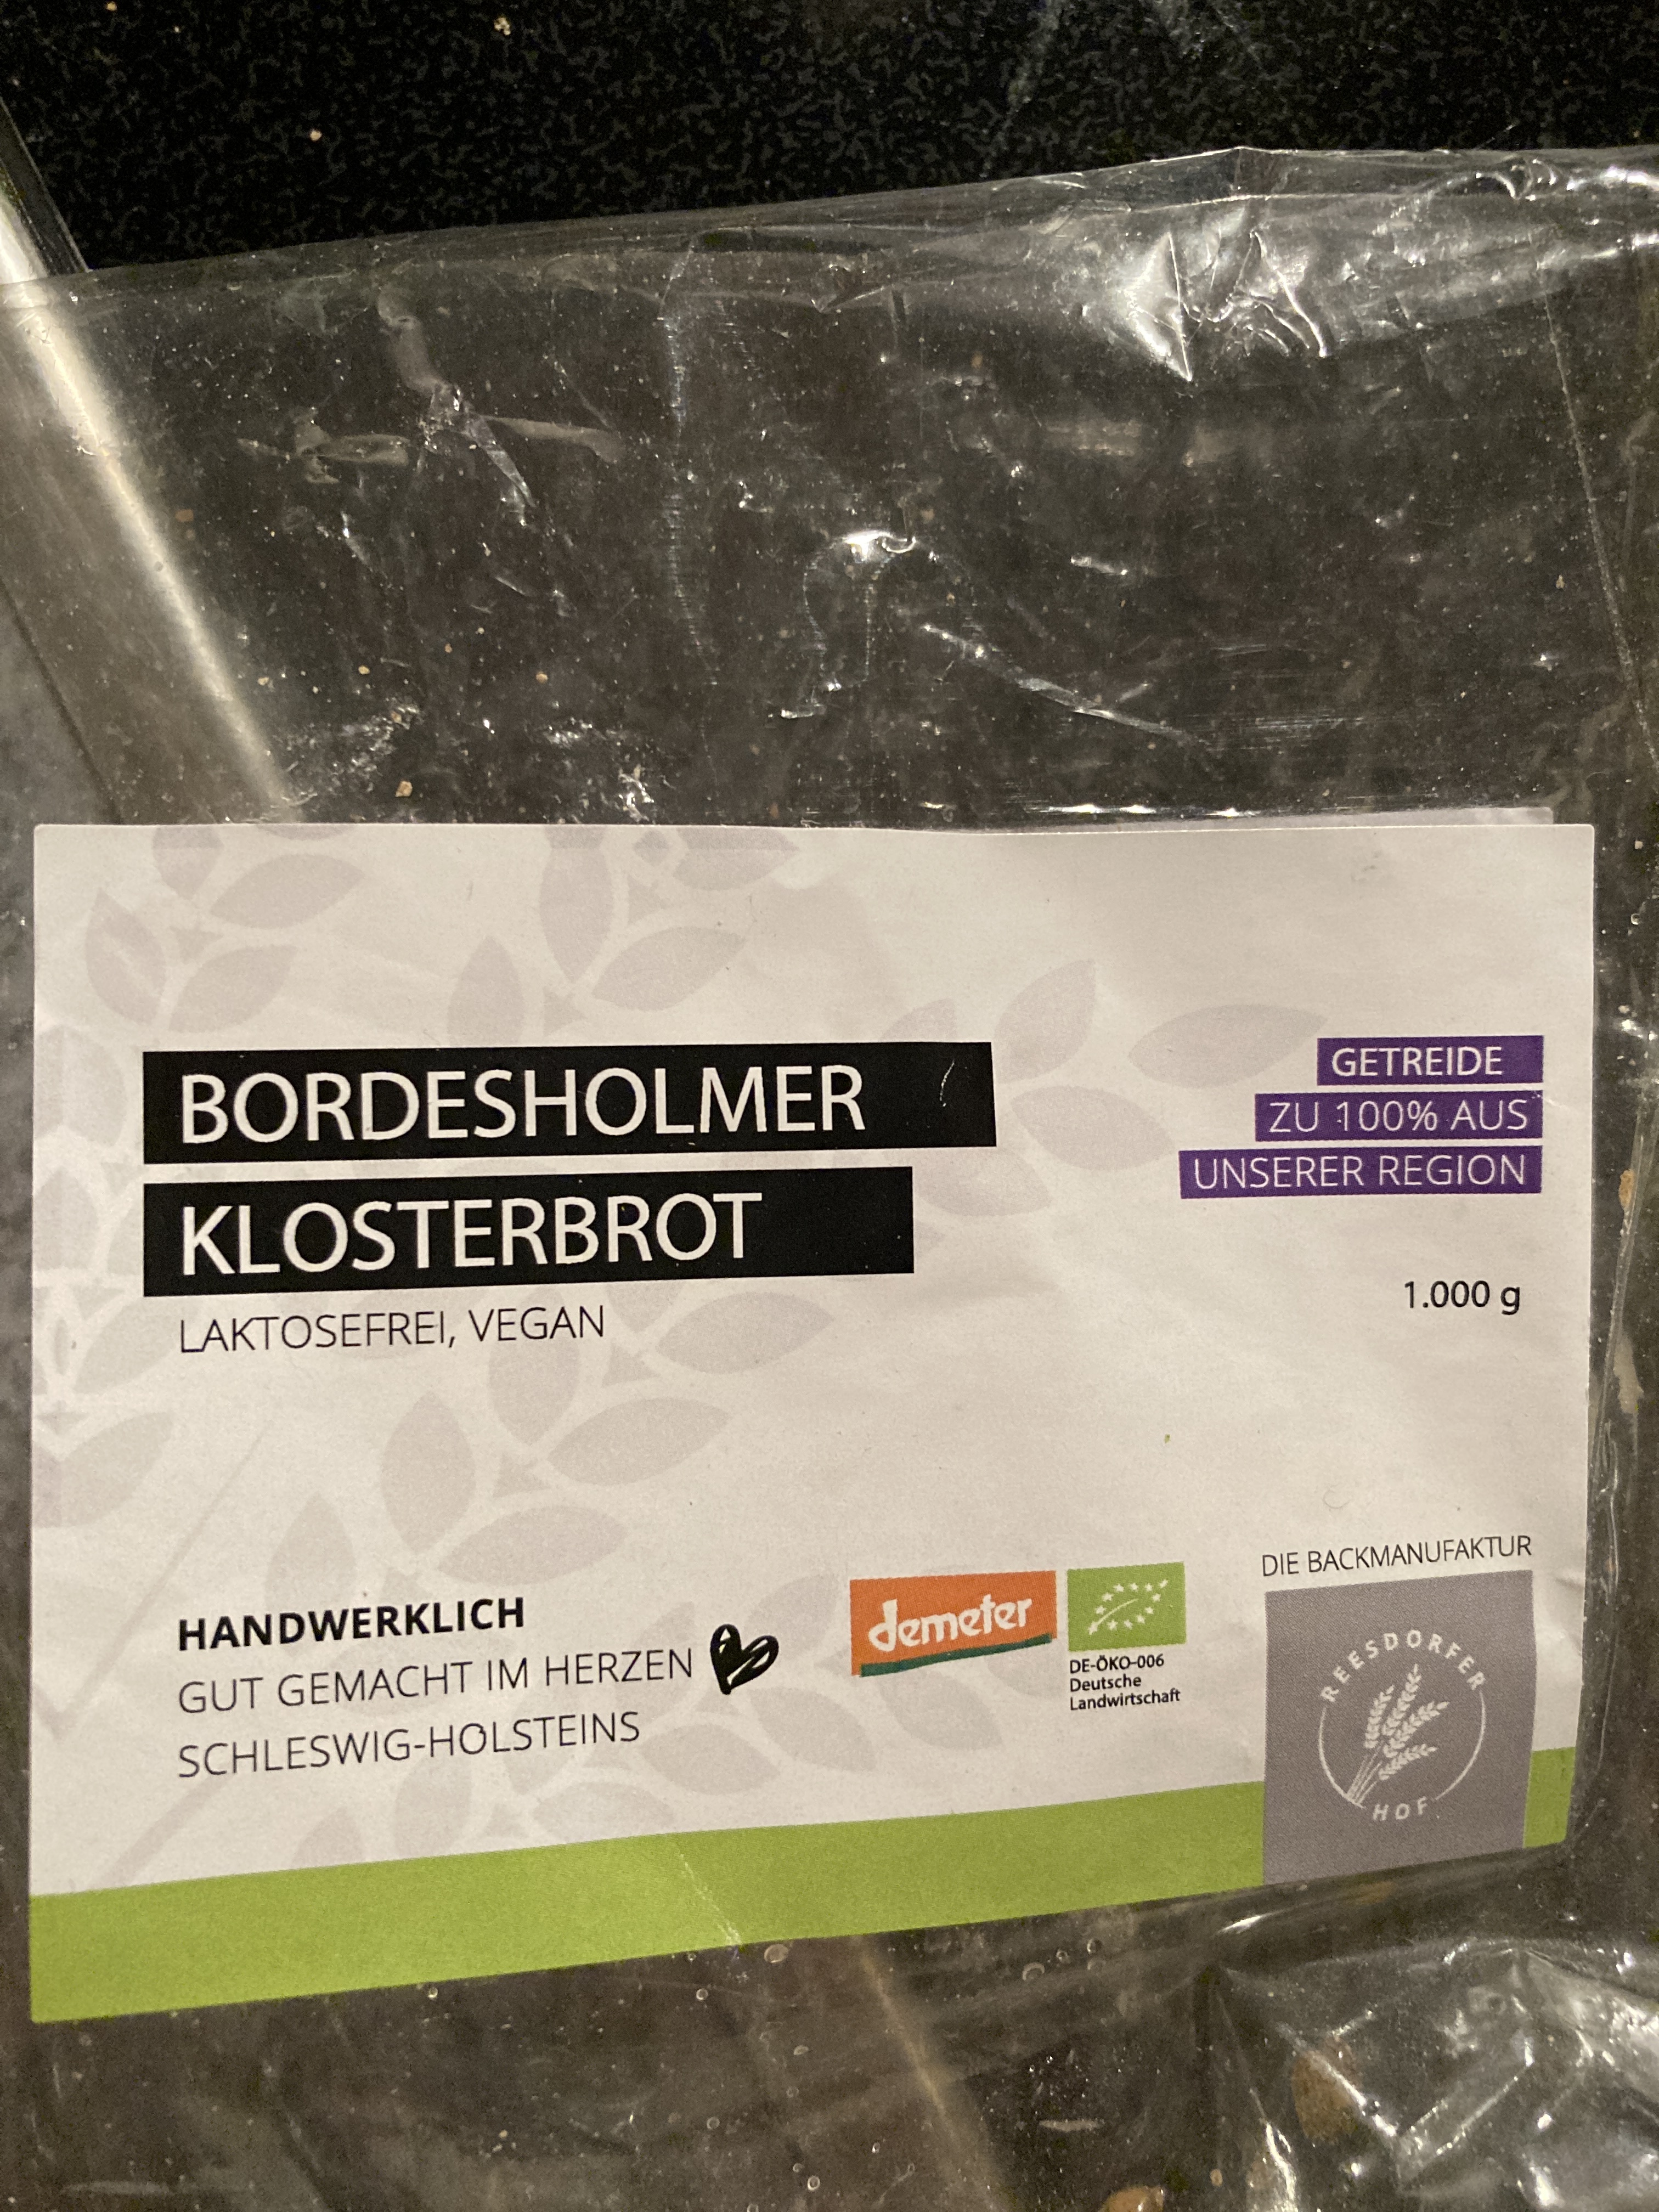 BORDESHOLMER
KLOSTERBROT
LAKTOSEFREI, VEGAN
GETREIDE
ZU 100% AUS
UNSERER REGION
1.000 g
HANDWERKLICH
GUT GEMACHT IM HERZEN
SCHLESWIG-HOLSTEINS
demeter
DE-ÖKO-006
Deutsche
Landwirtschaft
DIE BACKMANUFAKTUR
REESDORFER
HOF